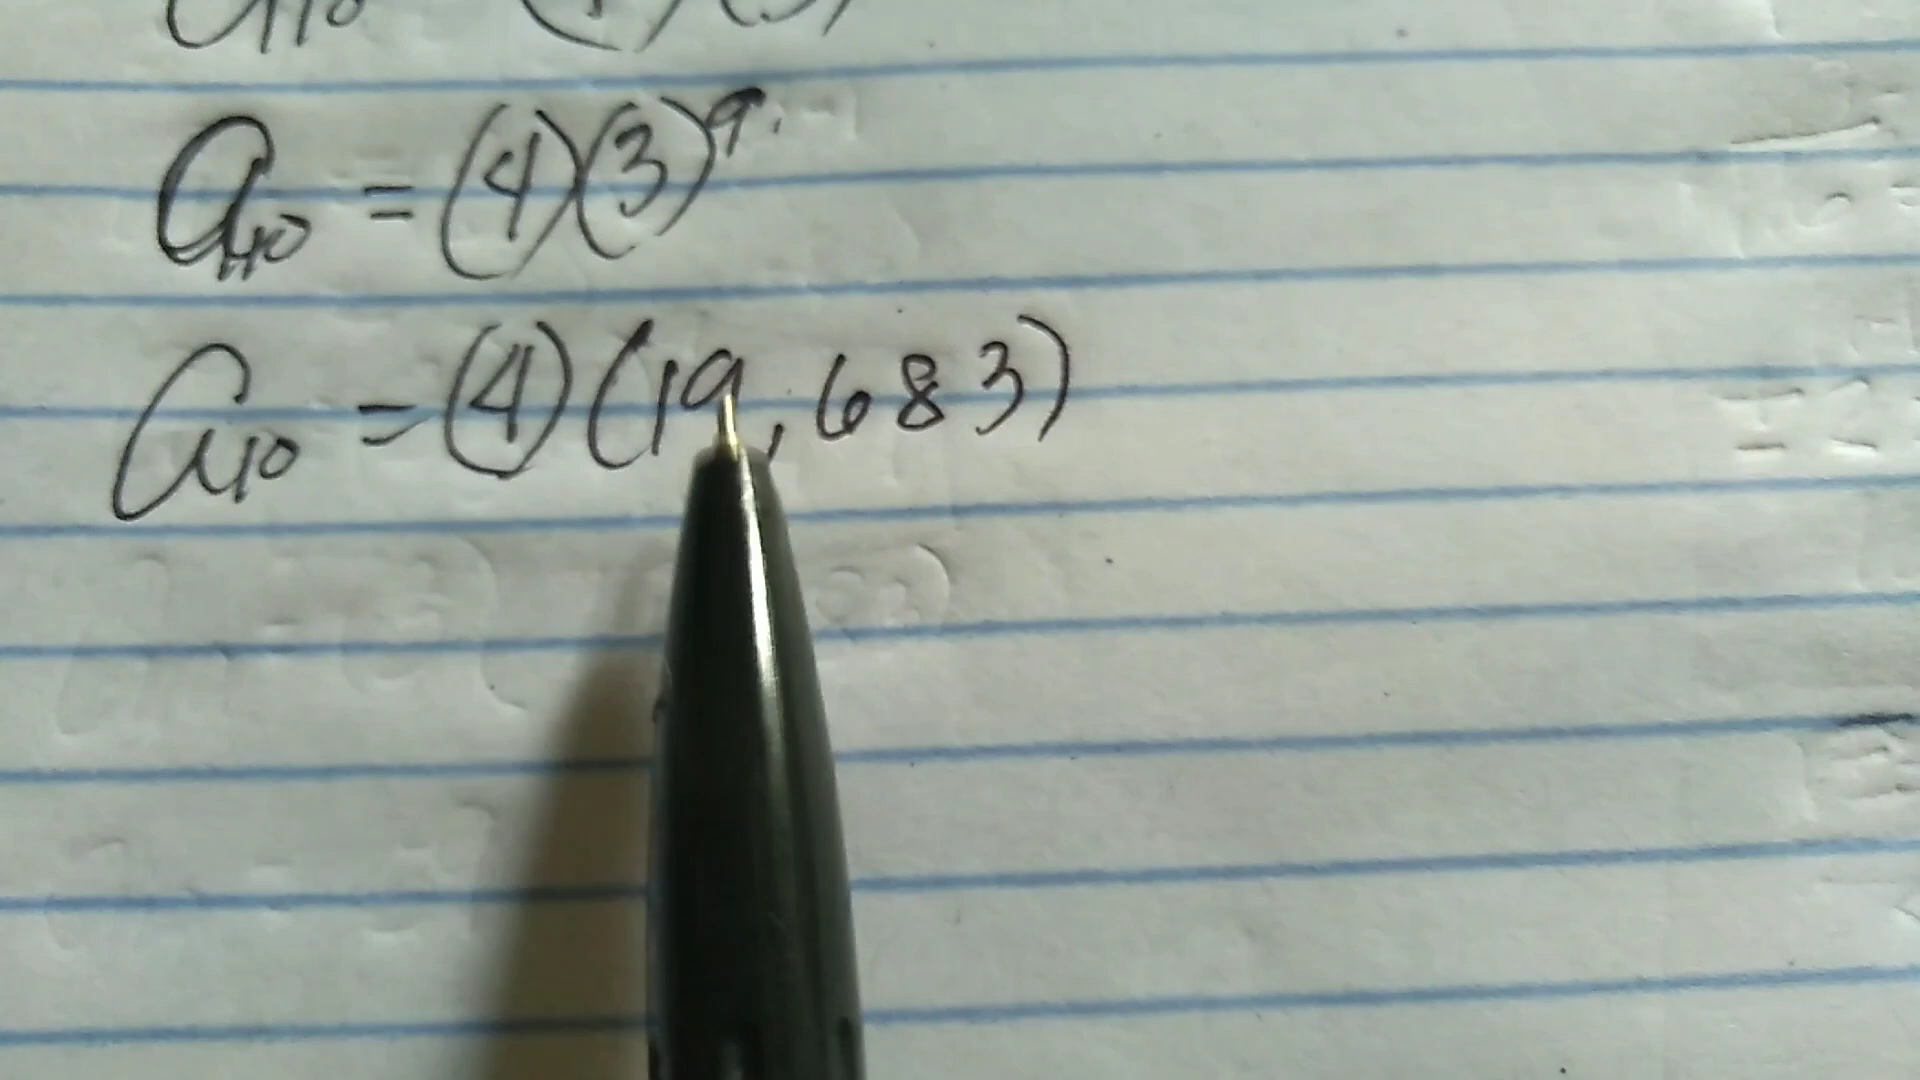 a₁₀ = (4)(3)⁹
a₁₀ = (4)(19,683)